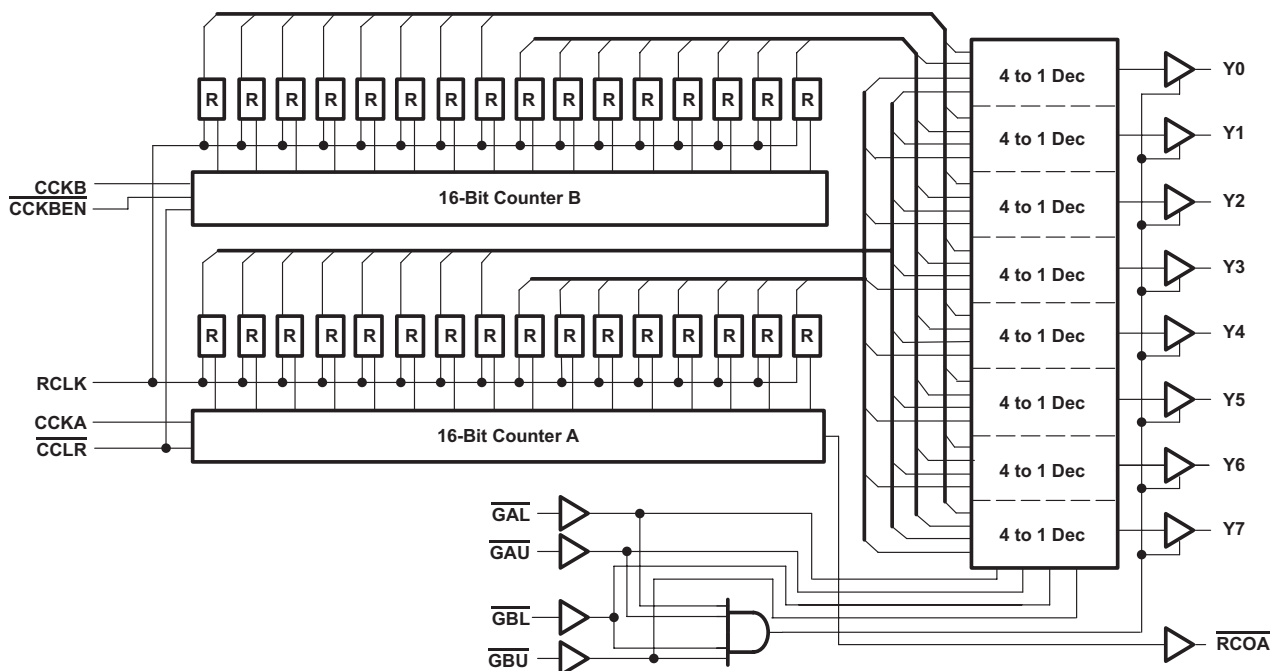 R R R R R R R R R R R R R R R R
4 to 1 Dec
Y0
4 to 1 Dec
Y1
CCKB
CCKBEN
16-Bit Counter B
4 to 1 Dec
Y2
4 to 1 Dec
Y3
R R R R R R R R R R R R R R R R
4 to 1 Dec
Y4
RCLK
CCKA
CCLR
16-Bit Counter A
4 to 1 Dec
Y5
4 to 1 Dec
Y6
GAL
4 to 1 Dec
Y7
GAU
GBL
GBU
RCOA